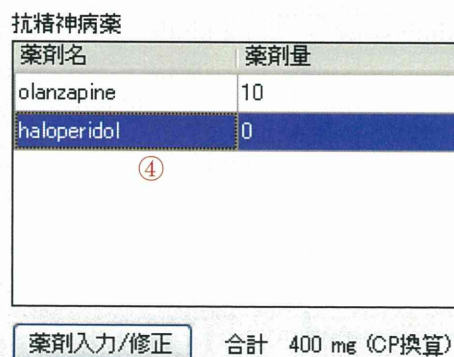 抗精神病薬
薬剤名 薬剤量
olanzapine 10
haloperidol 0
④
薬剤入力/修正 合計 400 mg (CP換算)